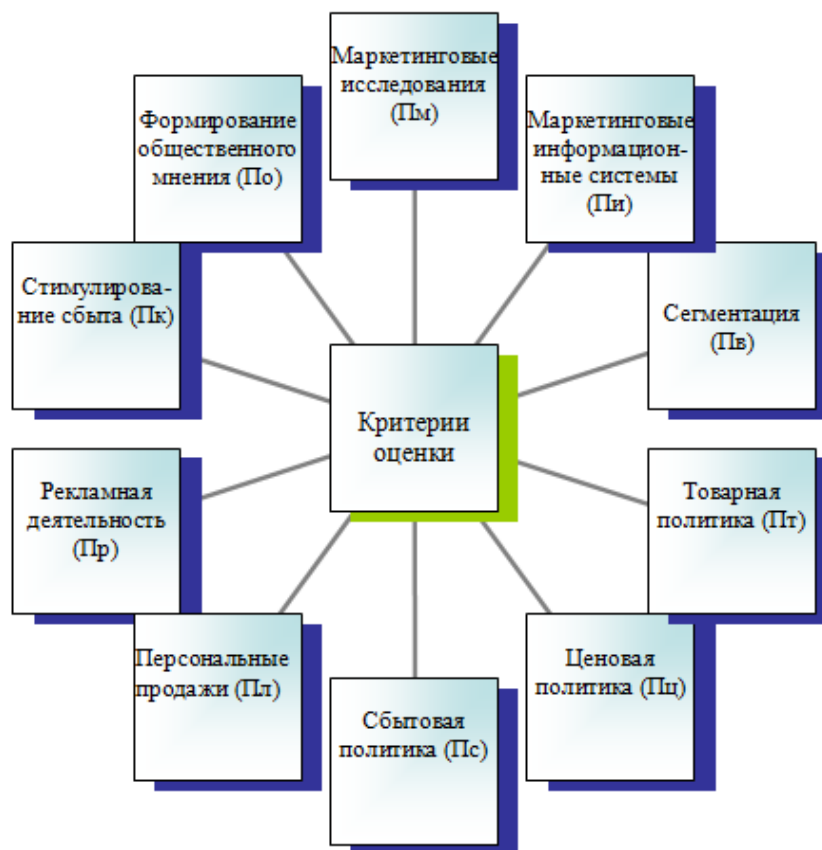 Маркетинговые
исследования
(Пм)
Маркетинговые
информацион-
ные системы
(Пи)
Сегментация
(Пв)
Товарная
политика (Пт)
Ценовая
политика (Пц)
Сбытовая
политика (Пс)
Персональные
продажи (Пл)
Рекламная
деятельность
(Пр)
Стимулирова-
ние сбыта (Пк)
Формирование
общественного
мнения (По)
Критерии
оценки